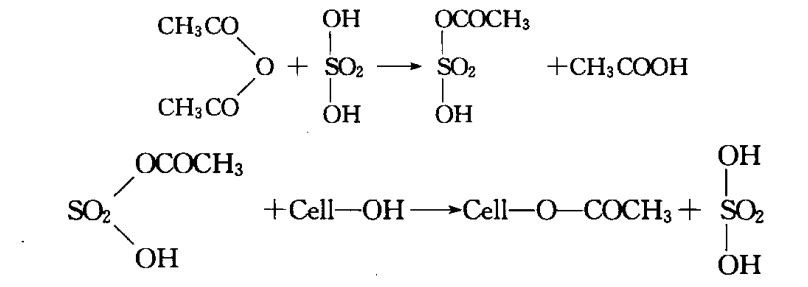 CH₃CO OH OCOCH₃
O + SO₂ → SO₂ +CH₃COOH
CH₃CO OH OH
OCOCH₃ OH
SO₂ +Cell—OH→Cell—O—COCH₃+ SO₂
OH OH